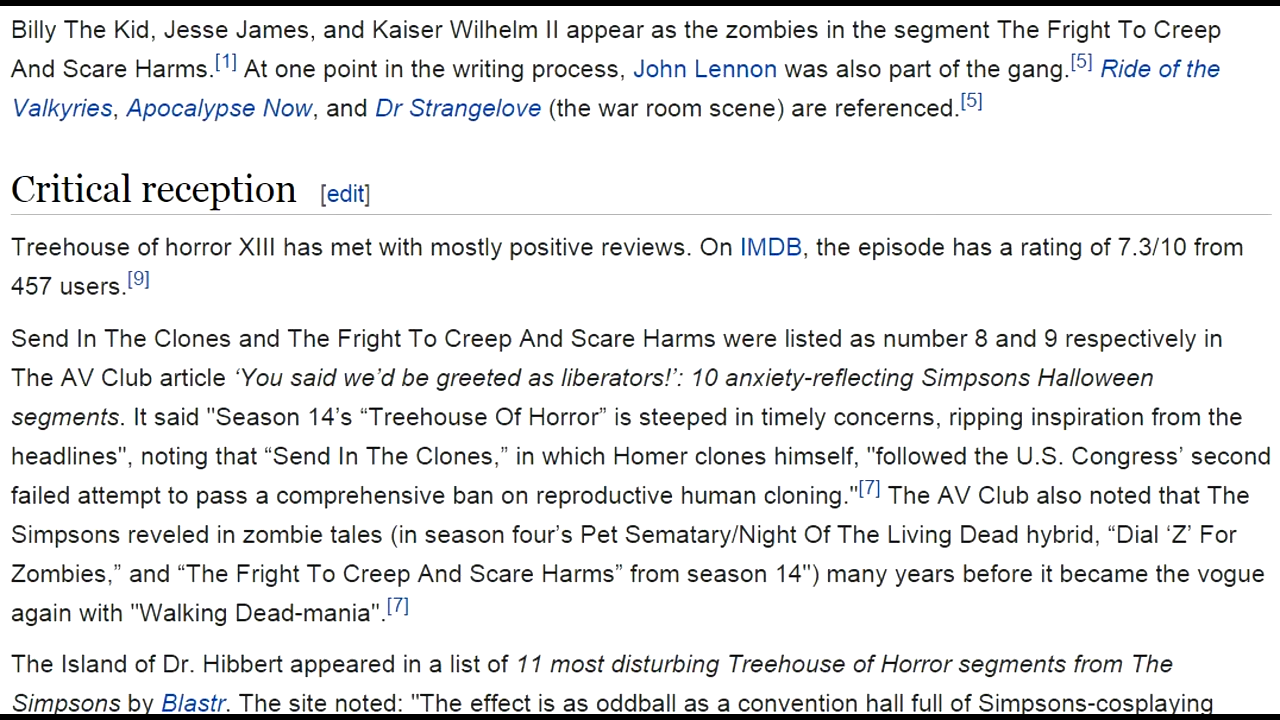 Billy The Kid, Jesse James, and Kaiser Wilhelm II appear as the zombies in the segment The Fright To Creep
And Scare Harms.[1] At one point in the writing process, John Lennon was also part of the gang.[5] Ride of the
Valkyries, Apocalypse Now, and Dr Strangelove (the war room scene) are referenced.[5]
Critical reception [edit]
Treehouse of horror XIII has met with mostly positive reviews. On IMDB, the episode has a rating of 7.3/10 from
457 users.[9]
Send In The Clones and The Fright To Creep And Scare Harms were listed as number 8 and 9 respectively in
The AV Club article ‘You said we’d be greeted as liberators!’: 10 anxiety-reflecting Simpsons Halloween
segments. It said "Season 14’s “Treehouse Of Horror” is steeped in timely concerns, ripping inspiration from the
headlines", noting that “Send In The Clones,” in which Homer clones himself, "followed the U.S. Congress’ second
failed attempt to pass a comprehensive ban on reproductive human cloning."[7] The AV Club also noted that The
Simpsons reveled in zombie tales (in season four’s Pet Sematary/Night Of The Living Dead hybrid, “Dial ‘Z’ For
Zombies,” and “The Fright To Creep And Scare Harms” from season 14") many years before it became the vogue
again with "Walking Dead-mania".[7]
The Island of Dr. Hibbert appeared in a list of 11 most disturbing Treehouse of Horror segments from The
Simpsons by Blastr. The site noted: "The effect is as oddball as a convention hall full of Simpsons-cosplaying